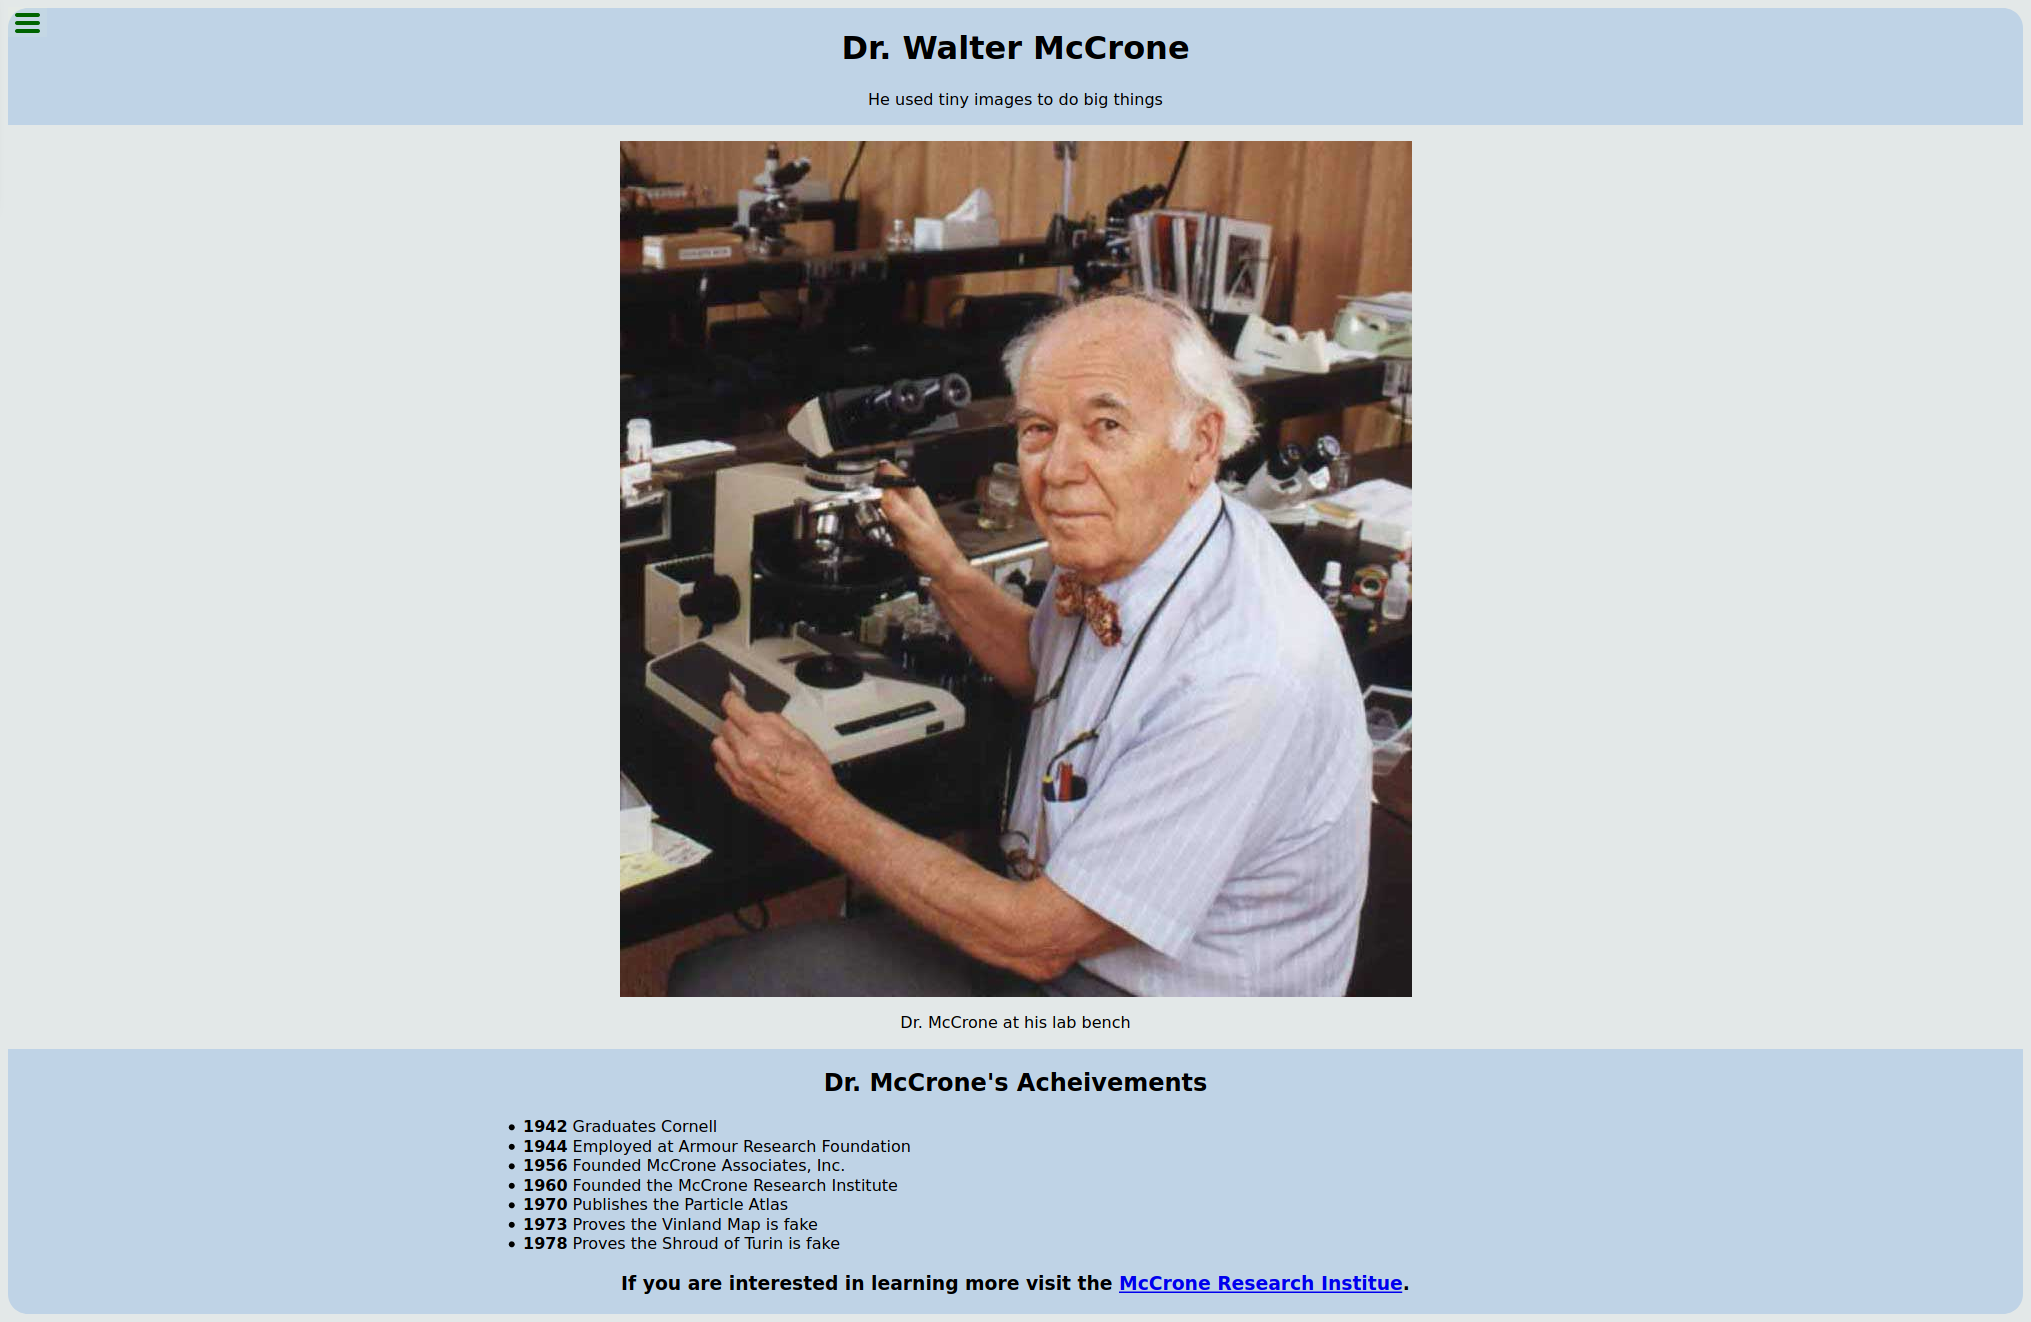 Dr. Walter McCrone
He used tiny images to do big things
Dr. McCrone at his lab bench
Dr. McCrone's Acheivements
• 1942 Graduates Cornell
• 1944 Employed at Armour Research Foundation
• 1956 Founded McCrone Associates, Inc.
• 1960 Founded the McCrone Research Institute
• 1970 Publishes the Particle Atlas
• 1973 Proves the Vinland Map is fake
• 1978 Proves the Shroud of Turin is fake
If you are interested in learning more visit the McCrone Research Institue.